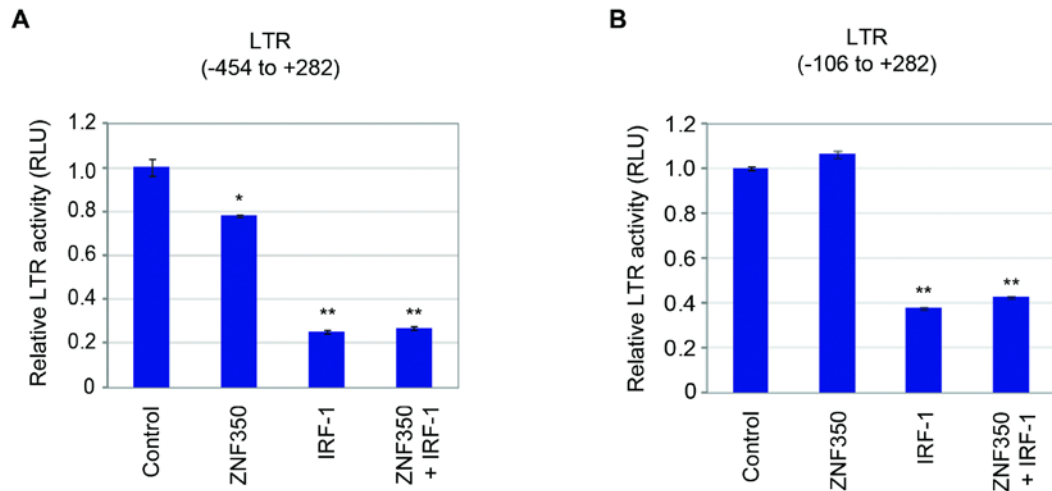 A
LTR
(-454 to +282)
Relative LTR activity (RLU)
1.2
1.0
0.8
0.6
0.4
0.2
0
*
**
**
Control
ZNF350
IRF-1
ZNF350
+ IRF-1
B
LTR
(-106 to +282)
Relative LTR activity (RLU)
1.2
1.0
0.8
0.6
0.4
0.4
0
**
**
Control
ZNF350
IRF-1
ZNF350
+ IRF-1